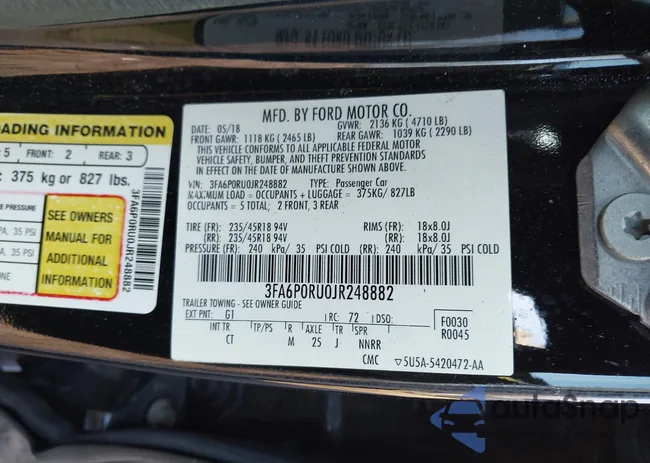 LOADING INFORMATION
5 FRONT: 2 REAR: 3
375 kg or 827 lbs.
PRESSURE
35 PSI
35 PSI
SEE OWNERS
MANUAL FOR
ADDITIONAL
INFORMATION
3FA6P0RU0JR248882
MFD. BY FORD MOTOR CO.
DATE: 05/18 GVWR: 2136 KG ( 4710 LB)
FRONT GAWR: 1118 KG ( 2465 LB) REAR GAWR: 1039 KG ( 2290 LB)
THIS VEHICLE CONFORMS TO ALL APPLICABLE FEDERAL MOTOR
VEHICLE SAFETY, BUMPER, AND THEFT PREVENTION STANDARDS IN
EFFECT ON THE DATE OF MANUFACTURE SHOWN ABOVE.
VIN: 3FA6P0RU0JR248882 TYPE: Passenger Car
MAXIMUM LOAD = OCCUPANTS + LUGGAGE = 375KG/ 827LB
OCCUPANTS = 5 TOTAL; 2 FRONT, 3 REAR
TIRE (FR): 235/45R18 94V RIMS (FR): 18x8.0J
(RR): 235/45R18 94V (RR): 18x8.0J
PRESSURE (FR): 240 kPa/ 35 PSI COLD (RR): 240 kPa/ 35 PSI COLD
3FA6P0RU0JR248882
TRAILER TOWING - SEE OWNER GUIDE
EXT PNT: G1 RC: 72 DSO: F0030
INT TR TP/PS R AXLE TR SPR R0045
CT M 25 J NNRR
CMC 5U5A-5420472-AA
autoSnap